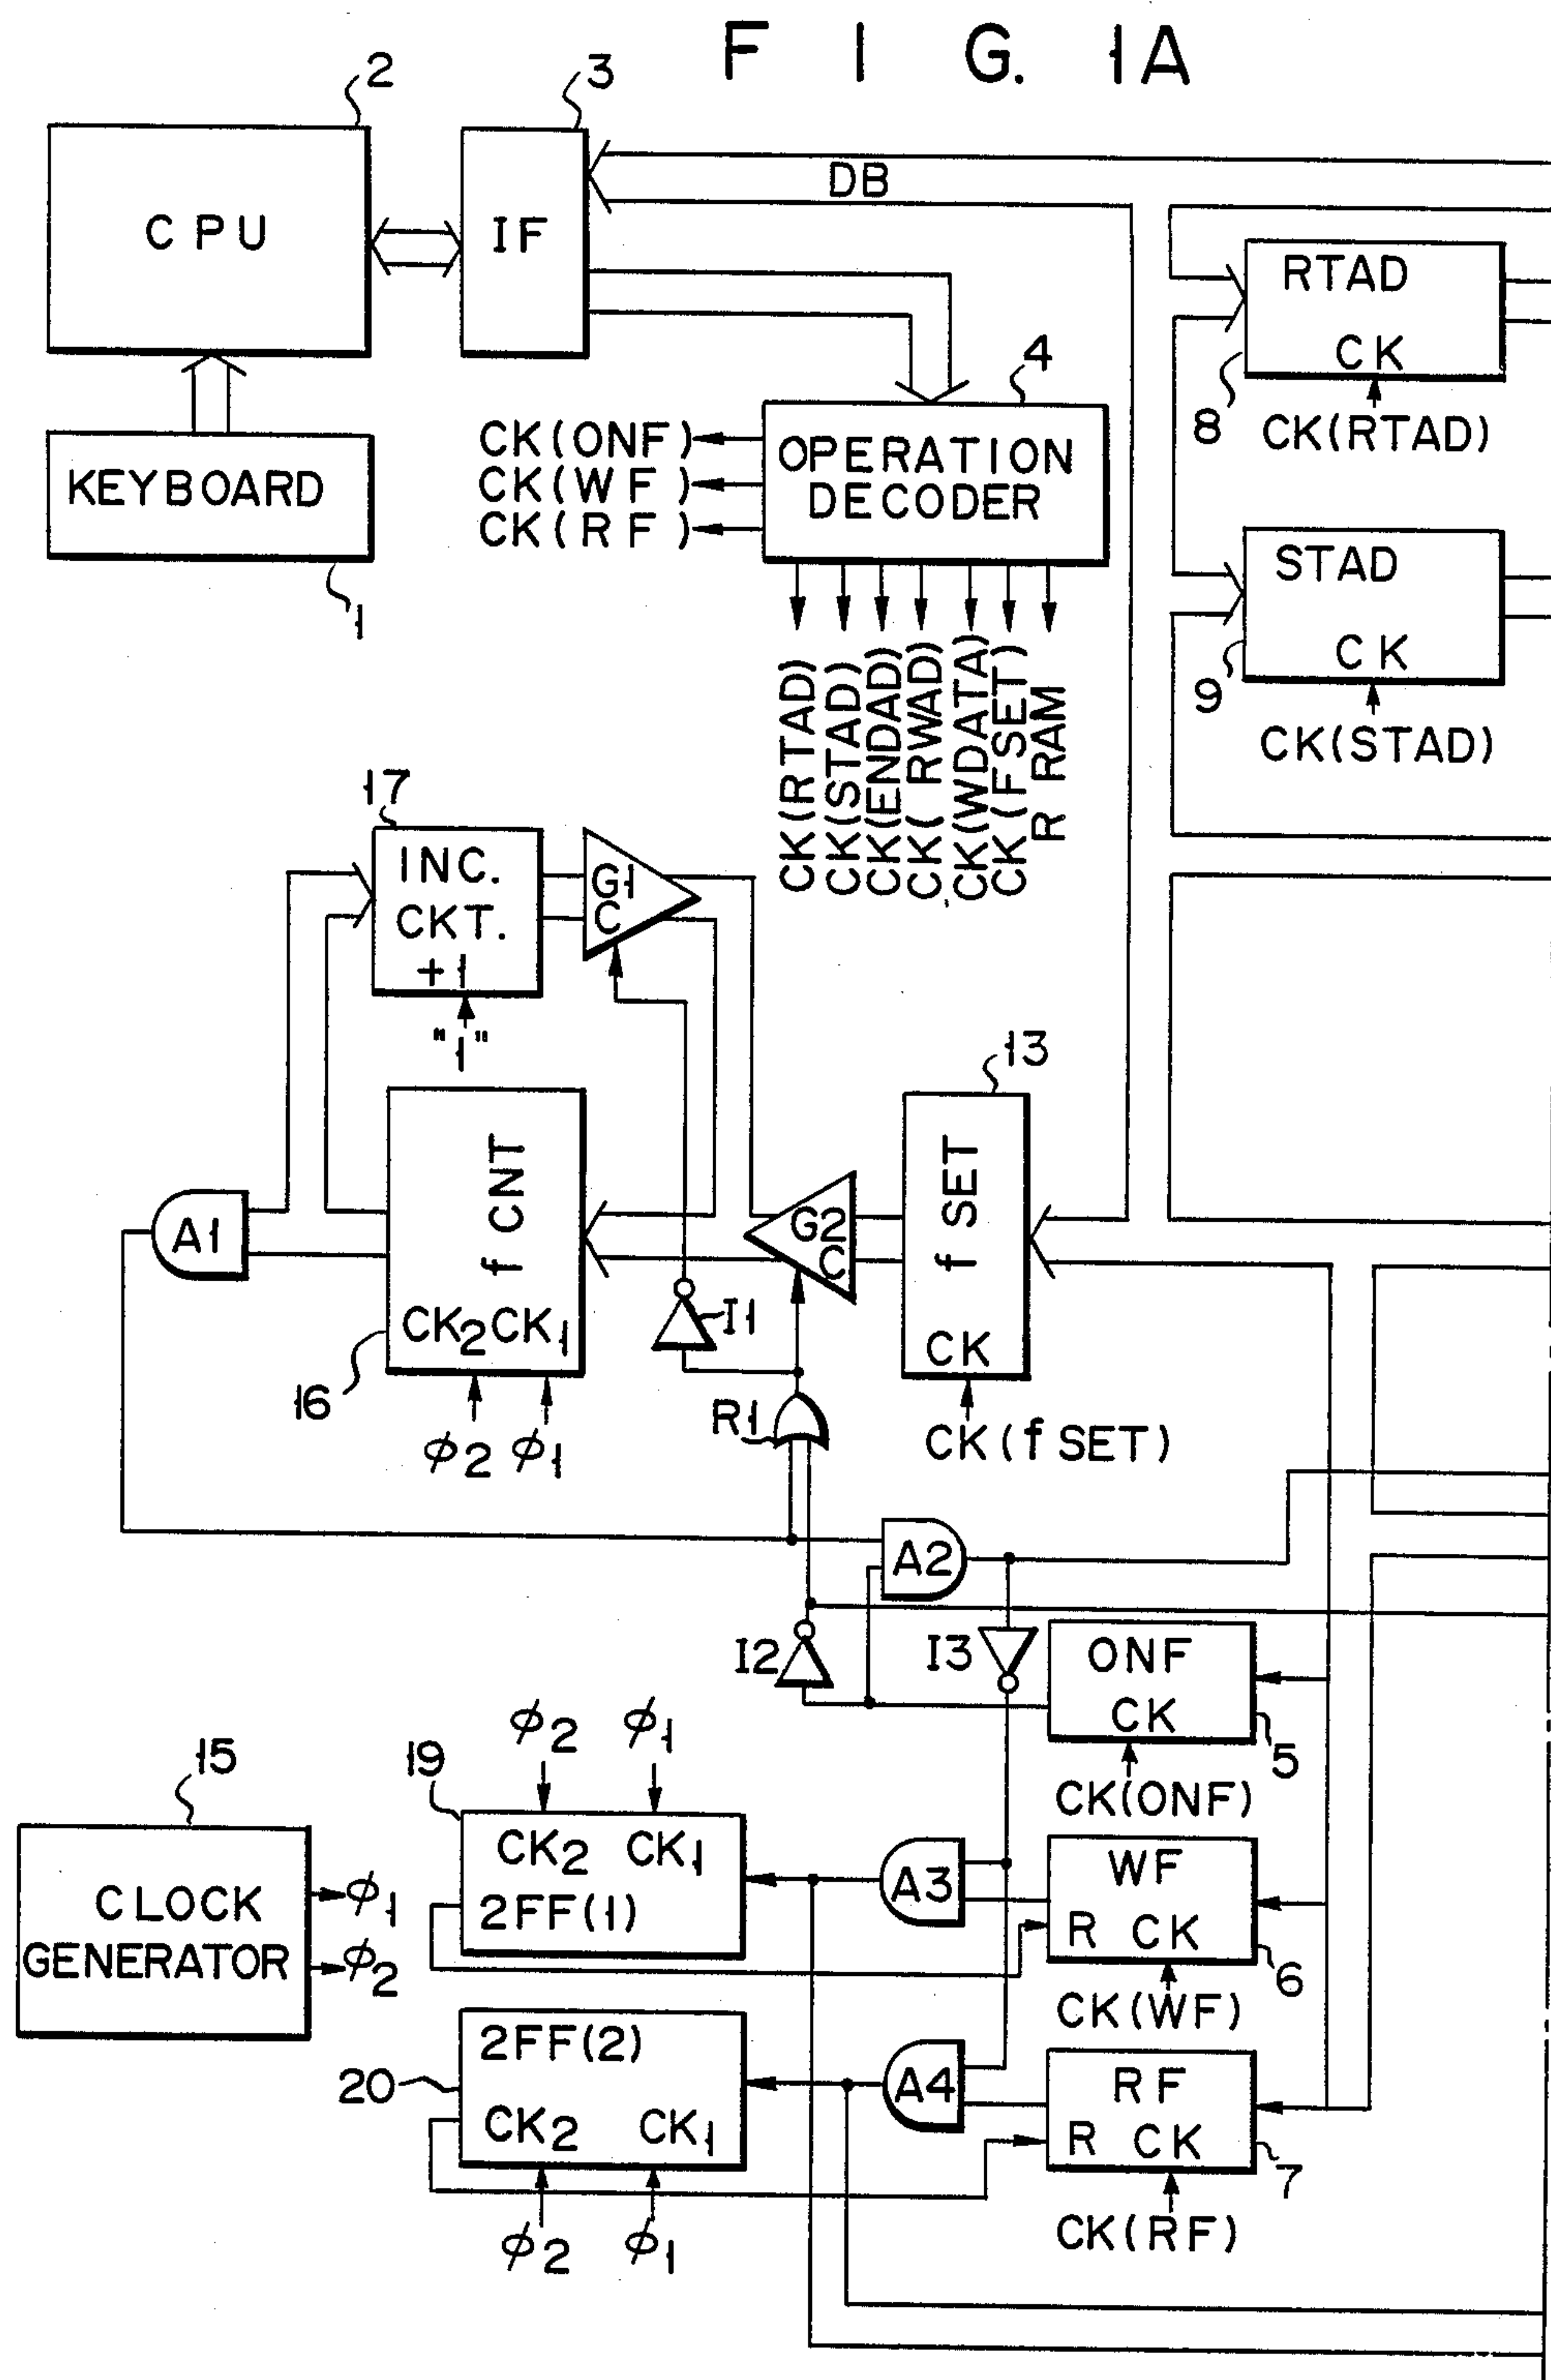 FIG. 1A
2
3
CPU
IF
DB
RTAD
CK
8
CK(RTAD)
4
KEYBOARD
1
CK(ONF)
CK(WF)
CK(RF)
OPERATION
DECODER
STAD
CK
9
CK(STAD)
CK(RTAD)
CK(STAD)
CK(ENDAD)
CK(RWAD)
CK(WDATA)
CK(FSET)
R RAM
17
INC.
CKT.
+1
"1"
G1
C
13
f SET
CK
CK(fSET)
G2
C
f CNT
CK2 CK1
16
ϕ2 ϕ1
A1
I1
R1
A2
I2
I3
ONF
CK
5
CK(ONF)
15
CLOCK
GENERATOR
ϕ1
ϕ2
19
ϕ2 ϕ1
CK2 CK1
2FF(1)
A3
WF
R CK
6
CK(WF)
2FF(2)
20
CK2 CK1
ϕ2 ϕ1
A4
RF
R CK
7
CK(RF)